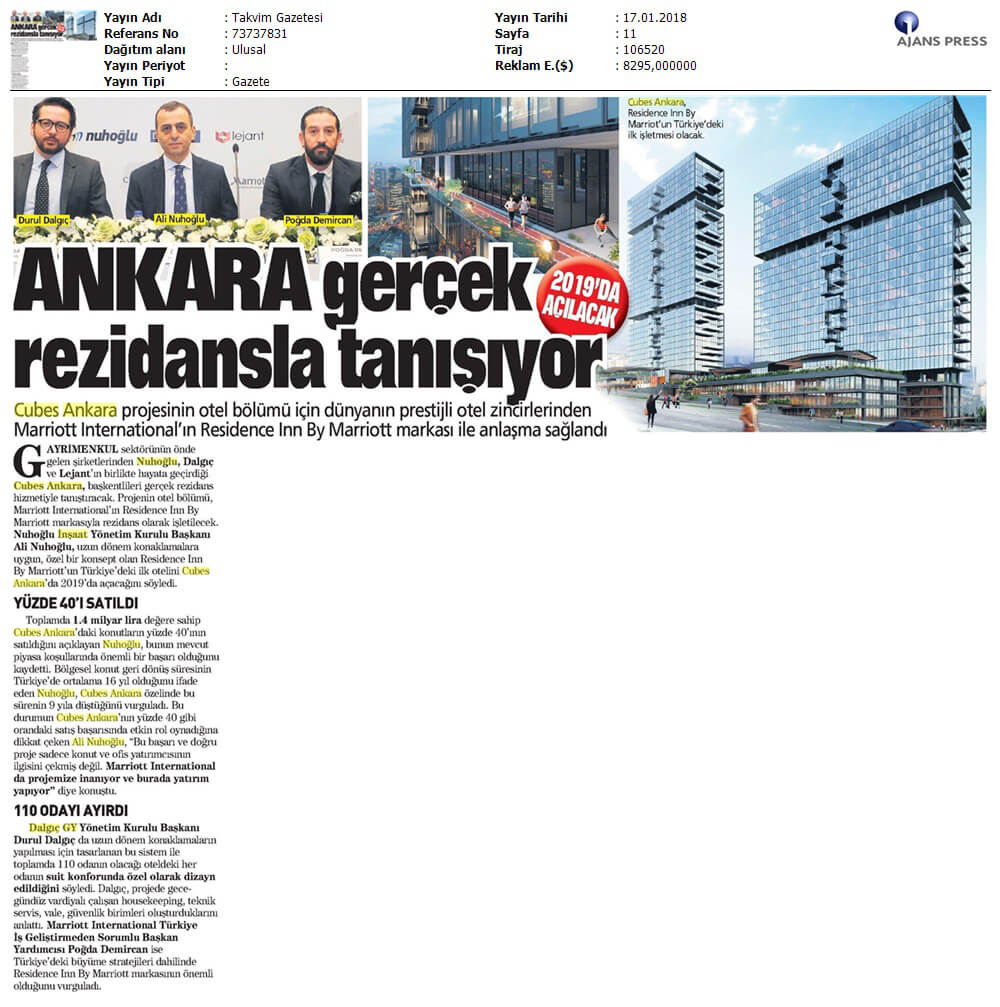 Yayın Adı : Takvim Gazetesi
Referans No : 73737831
Dağıtım alanı : Ulusal
Yayın Periyot :
Yayın Tipi : Gazete
Yayın Tarihi : 17.01.2018
Sayfa : 11
Tiraj : 106520
Reklam E.($) : 8295,000000
AJANS PRESS
nuhoğlu
lejant
Marriott
Durul Dalgıç
Ali Nuhoğlu
Poğda Demircan
Cubes Ankara,
Residence Inn By
Marriot'un Türkiye'deki
ilk işletmesi olacak.
ANKARA gerçek
rezidansla tanışıyor
2019'DA
AÇILACAK
Cubes Ankara projesinin otel bölümü için dünyanın prestijli otel zincirlerinden
Marriott International'ın Residence Inn By Marriott markası ile anlaşma sağlandı
GAYRİMENKUL sektörünün önde
gelen şirketlerinden Nuhoğlu, Dalgıç
ve Lejant'ın birlikte hayata geçirdiği
Cubes Ankara, başkentlileri gerçek rezidans
hizmetiyle tanıştıracak. Projenin otel bölümü,
Marriott International'ın Residence Inn By
Marriott markasıyla rezidans olarak işletilecek.
Nuhoğlu İnşaat Yönetim Kurulu Başkanı
Ali Nuhoğlu, uzun dönem konaklamalara
uygun, özel bir konsept olan Residence Inn
By Marriott'un Türkiye'deki ilk otelini Cubes
Ankara'da 2019'da açacağını söyledi.
YÜZDE 40'I SATILDI
Toplamda 1.4 milyar lira değere sahip
Cubes Ankara'daki konutların yüzde 40'ının
satıldığını açıklayan Nuhoğlu, bunun mevcut
piyasa koşullarında önemli bir başarı olduğunu
kaydetti. Bölgesel konut geri dönüş süresinin
Türkiye'de ortalama 16 yıl olduğunu ifade
eden Nuhoğlu, Cubes Ankara özelinde bu
sürenin 9 yıla düştüğünü vurguladı. Bu
durumun Cubes Ankara'nın yüzde 40 gibi
orandaki satış başarısında etkin rol oynadığına
dikkat çeken Ali Nuhoğlu, "Bu başarı ve doğru
proje sadece konut ve ofis yatırımcısının
ilgisini çekmiş değil. Marriott International
da projemize inanıyor ve burada yatırım
yapıyor" diye konuştu.
110 ODAYI AYIRDI
Dalgıç GY Yönetim Kurulu Başkanı
Durul Dalgıç da uzun dönem konaklamaların
yapılması için tasarlanan bu sistem ile
toplamda 110 odanın olacağı oteldeki her
odanın suit konforunda özel olarak dizayn
edildiğini söyledi. Dalgıç, projede gece-
gündüz vardiyalı çalışan housekeeping, teknik
servis, vale, güvenlik birimleri oluşturduklarını
anlattı. Marriott International Türkiye
İş Geliştirmeden Sorumlu Başkan
Yardımcısı Poğda Demircan ise
Türkiye'deki büyüme stratejileri dahilinde
Residence Inn By Marriott markasının önemli
olduğunu vurguladı.